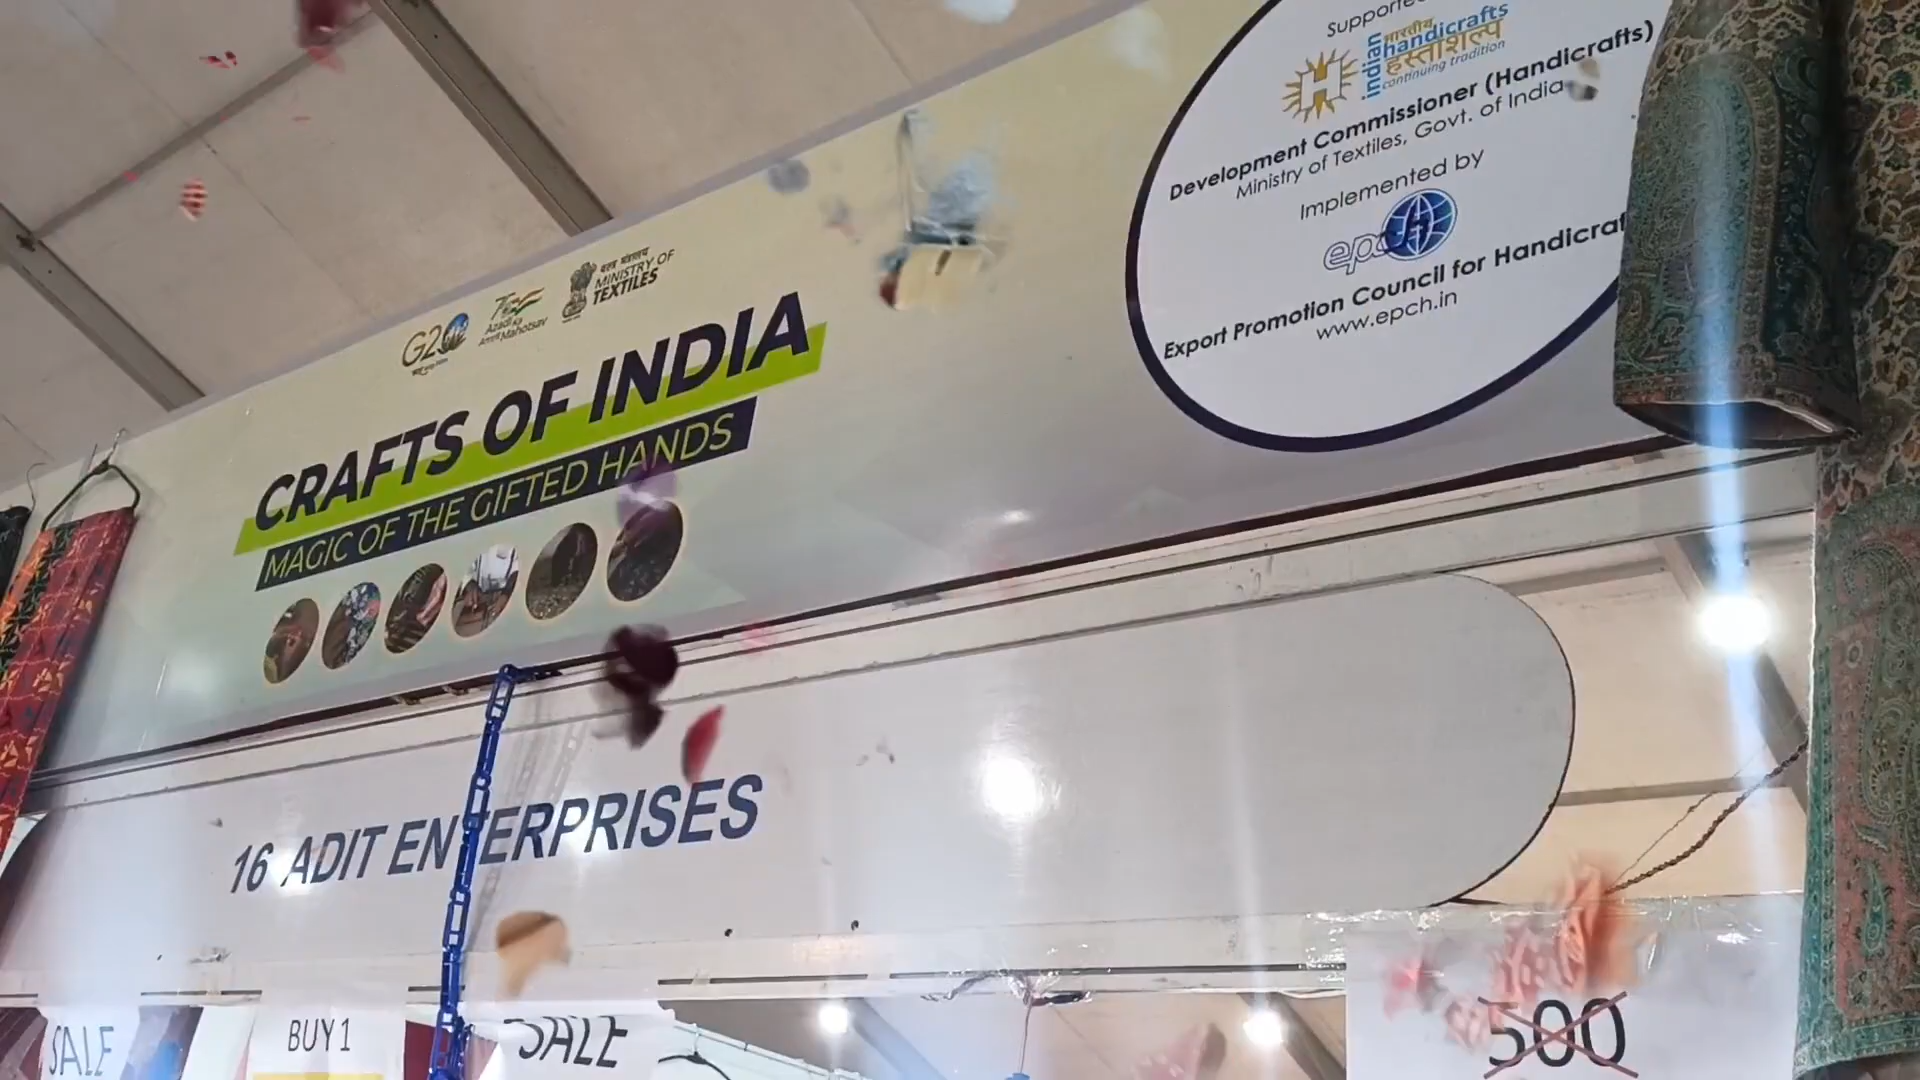 Supported
indian
भारतीय
handicrafts
हस्तशिल्प
continuing tradition
Development Commissioner (Handicrafts)
Ministry of Textiles, Govt. of India
Implemented by
epch
Export Promotion Council for Handicraf
www.epch.in
G20
Azadi Ka
Amrit Mahotsav
वस्त्र मंत्रालय
MINISTRY OF
TEXTILES
CRAFTS OF INDIA
MAGIC OF THE GIFTED HANDS
16 ADIT ENTERPRISES
SALE
BUY 1
SALE
500